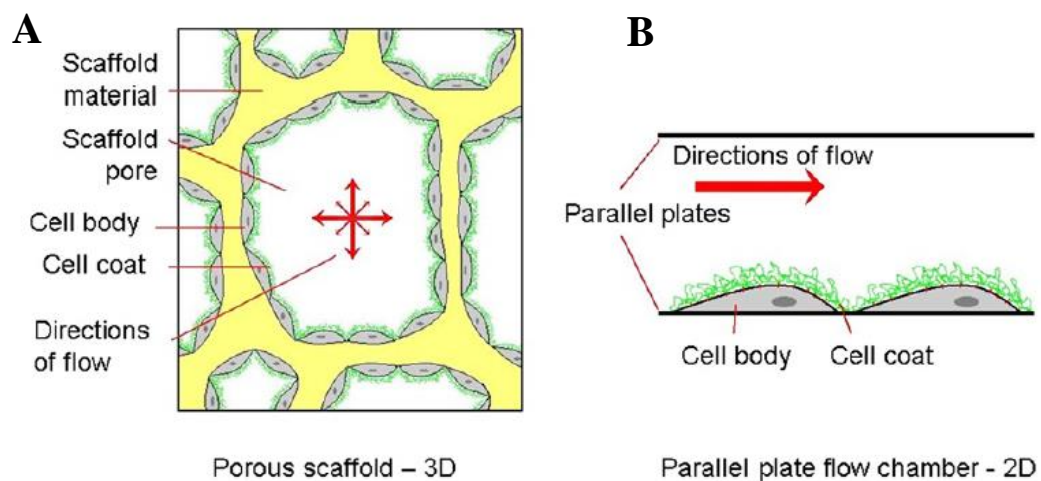 A
Scaffold
material
Scaffold
pore
Cell body
Cell coat
Directions
of flow
Porous scaffold – 3D
B
Directions of flow
Parallel plates
Cell body
Cell coat
Parallel plate flow chamber - 2D